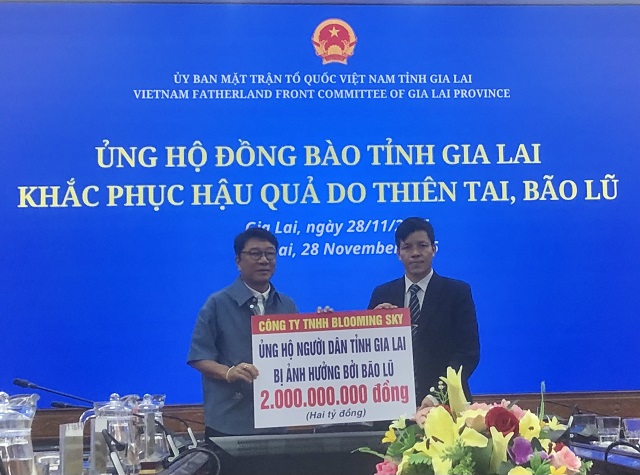 ỦY BAN MẶT TRẬN TỔ QUỐC VIỆT NAM TỈNH GIA LAI
VIETNAM FATHERLAND FRONT COMMITTEE OF GIA LAI PROVINCE
ỦNG HỘ ĐỒNG BÀO TỈNH GIA LAI
KHẮC PHỤC HẬU QUẢ DO THIÊN TAI, BÃO LŨ
Gia Lai, ngày 28/11/
ai, 28 November
CÔNG TY TNHH BLOOMING SKY
ỦNG HỘ NGƯỜI DÂN TỈNH GIA LAI
BỊ ẢNH HƯỞNG BỞI BÃO LŨ
2.000.000.000 đồng
(Hai tỷ đồng)